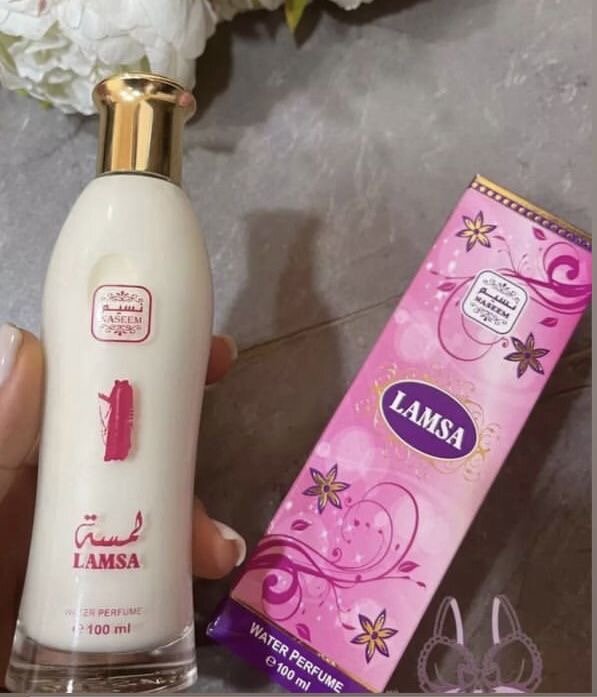 نسيم
NASEEM
لمسة
LAMSA
WATER PERFUME
e 100 ml
نسيم
NASEEM
LAMSA
WATER PERFUME
e 100 ml